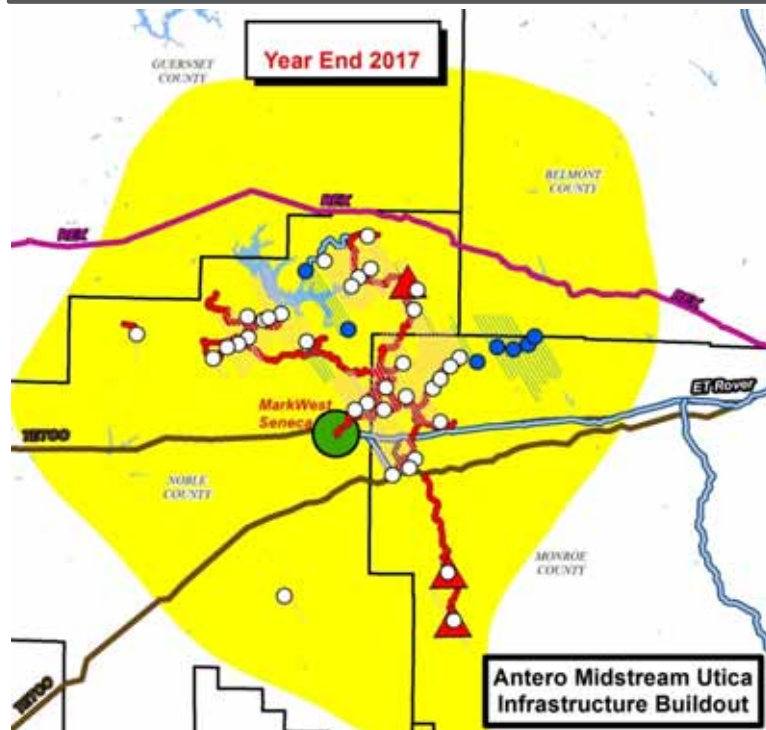 Year End 2017
GUERNSEY
COUNTY
BELMONT
COUNTY
REX
REX
REX
ET Rover
MarkWest
Seneca
TETCO
NOBLE
COUNTY
MONROE
COUNTY
TETCO
Antero Midstream Utica
Infrastructure Buildout